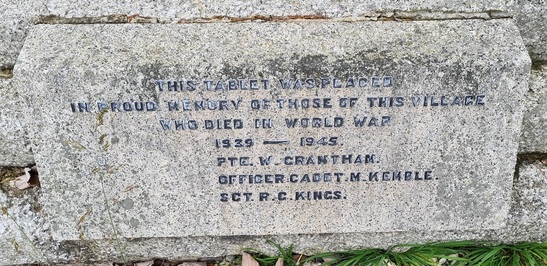 THIS TABLET WAS PLACED
IN PROUD MEMORY OF THOSE OF THIS VILLAGE
WHO DIED IN WORLD WAR
1939 — 1945.
PTE. W. GRANTHAM.
OFFICER CADET. M. KEMBLE.
SGT. R. C. KINGS.